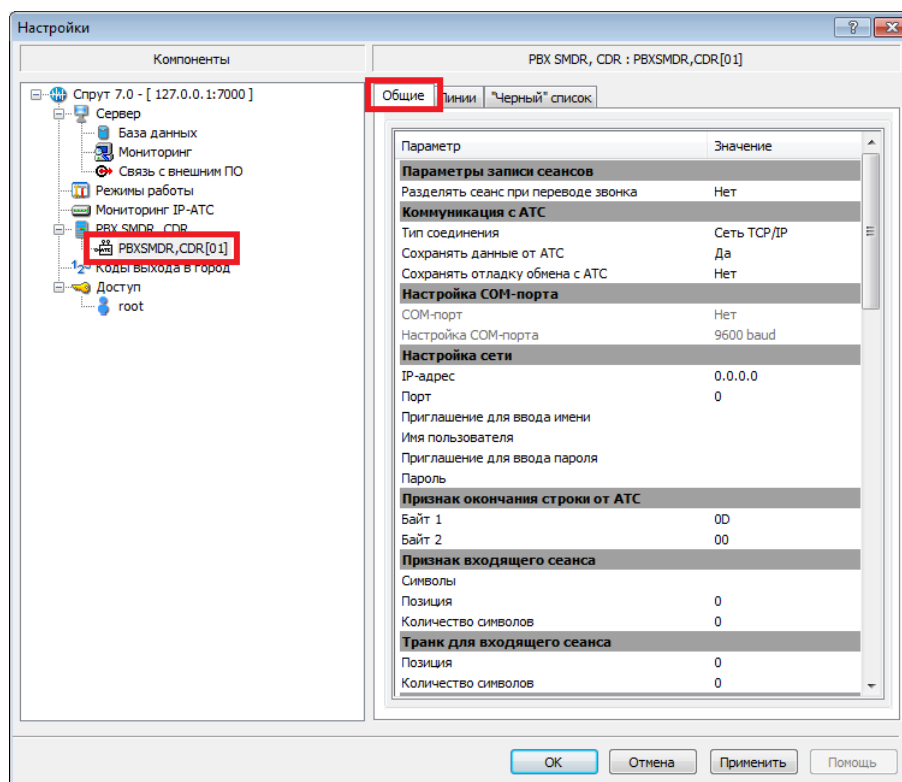 Настройки
Компоненты
PBX SMDR, CDR : PBXSMDR,CDR[01]
Спрут 7.0 - [ 127.0.0.1:7000 ]
Сервер
База данных
Мониторинг
Связь с внешним ПО
Режимы работы
Мониторинг IP-АТС
PBX SMDR, CDR
PBXSMDR,CDR[01]
Коды выхода в город
Доступ
root
Общие Линии "Черный" список
Параметр Значение
Параметры записи сеансов
Разделять сеанс при переводе звонка Нет
Коммуникация с АТС
Тип соединения Сеть TCP/IP
Сохранять данные от АТС Да
Сохранять отладку обмена с АТС Нет
Настройка COM-порта
COM-порт Нет
Настройка COM-порта 9600 baud
Настройка сети
IP-адрес 0.0.0.0
Порт 0
Приглашение для ввода имени
Имя пользователя
Приглашение для ввода пароля
Пароль
Признак окончания строки от АТС
Байт 1 0D
Байт 2 00
Признак входящего сеанса
Символы
Позиция 0
Количество символов 0
Транк для входящего сеанса
Позиция 0
Количество символов 0
OK Отмена Применить Помощь